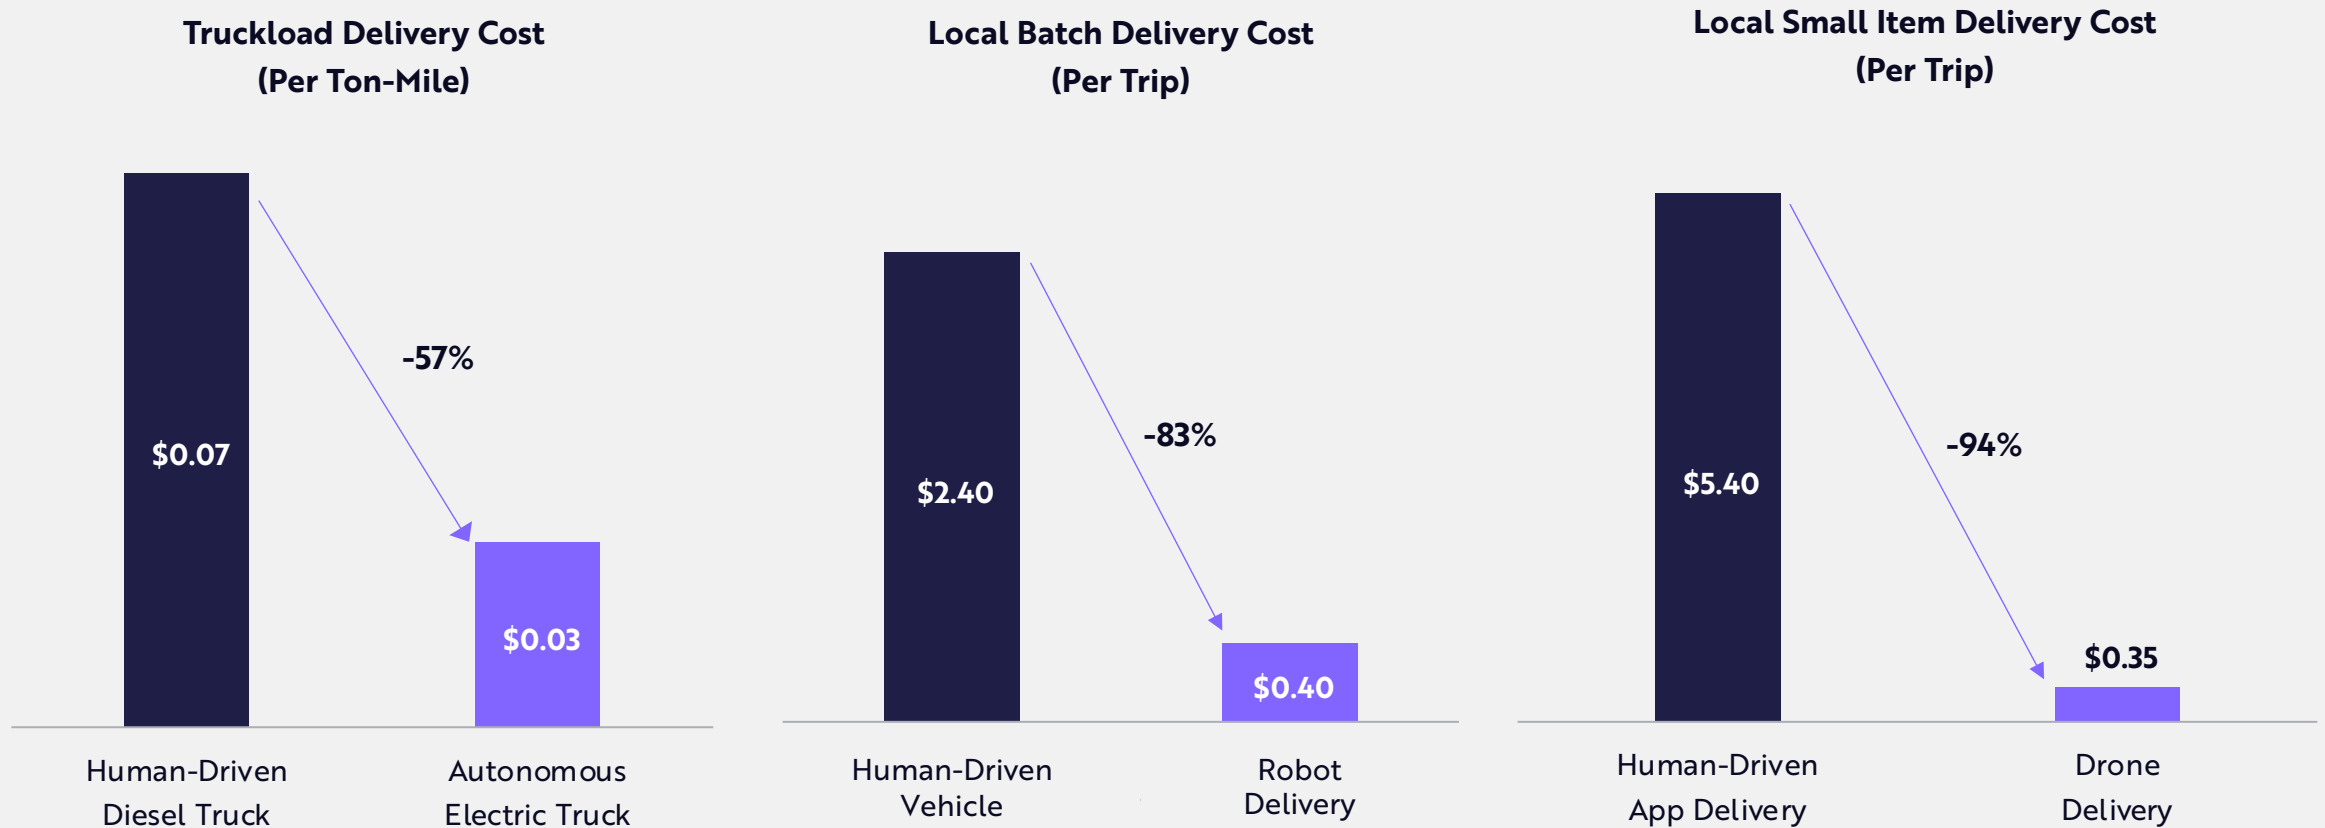 Truckload Delivery Cost
(Per Ton-Mile)
$0.07
-57%
$0.03
Human-Driven
Diesel Truck
Autonomous
Electric Truck
Local Batch Delivery Cost
(Per Trip)
$2.40
-83%
$0.40
Human-Driven
Vehicle
Robot
Delivery
Local Small Item Delivery Cost
(Per Trip)
$5.40
-94%
$0.35
Human-Driven
App Delivery
Drone
Delivery